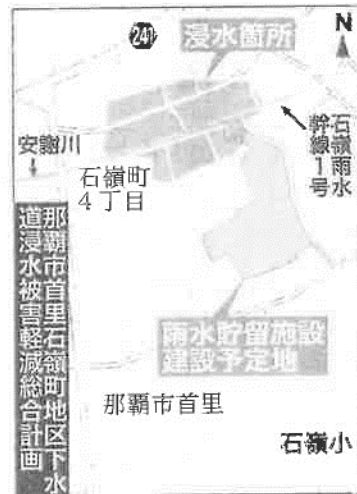 241
浸水箇所
N
安謝川
石嶺雨水
幹線1号
石嶺町
4丁目
那覇市首里石嶺町地区下水
道浸水被害軽減総合計画
雨水貯留施設
建設予定地
那覇市首里
石嶺小